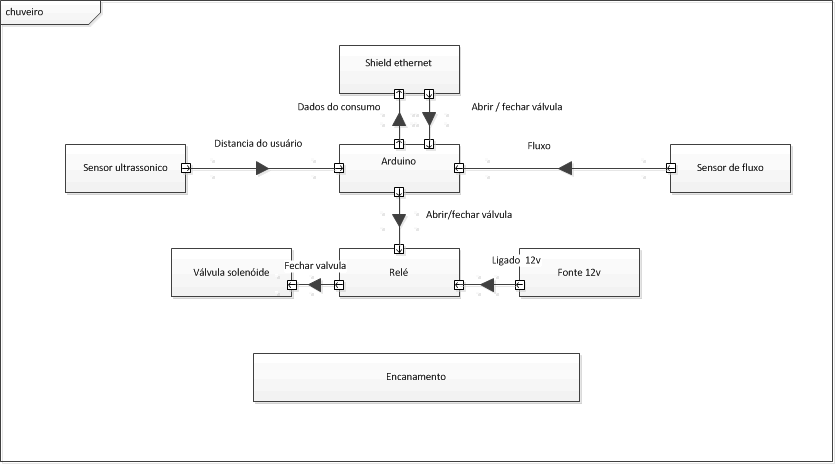 chuveiro
Shield ethernet
Dados do consumo
Abrir / fechar válvula
Distancia do usuário
Fluxo
Sensor ultrassonico
Arduino
Sensor de fluxo
Abrir/fechar válvula
Válvula solenóide
Fechar valvula
Relé
Ligado 12v
Fonte 12v
Encanamento